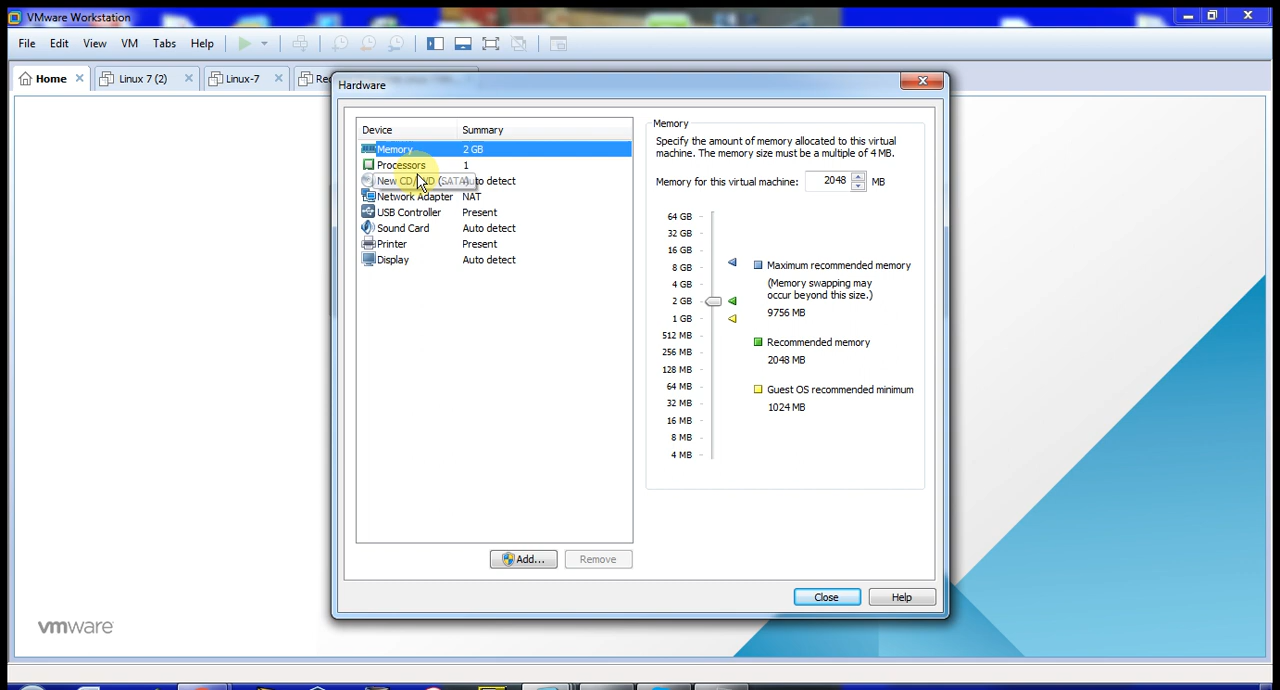 VMware Workstation
File Edit View VM Tabs Help
Home Linux 7 (2) Linux-7
Hardware
Device Summary
Memory 2 GB
Processors 1
New CD/DVD (SATA) Auto detect
Network Adapter NAT
USB Controller Present
Sound Card Auto detect
Printer Present
Display Auto detect
Add... Remove
Memory
Specify the amount of memory allocated to this virtual
machine. The memory size must be a multiple of 4 MB.
Memory for this virtual machine: 2048 MB
64 GB
32 GB
16 GB
8 GB
4 GB
2 GB
1 GB
512 MB
256 MB
128 MB
64 MB
32 MB
16 MB
8 MB
4 MB
Maximum recommended memory
(Memory swapping may
occur beyond this size.)
9756 MB
Recommended memory
2048 MB
Guest OS recommended minimum
1024 MB
Close Help
vmware